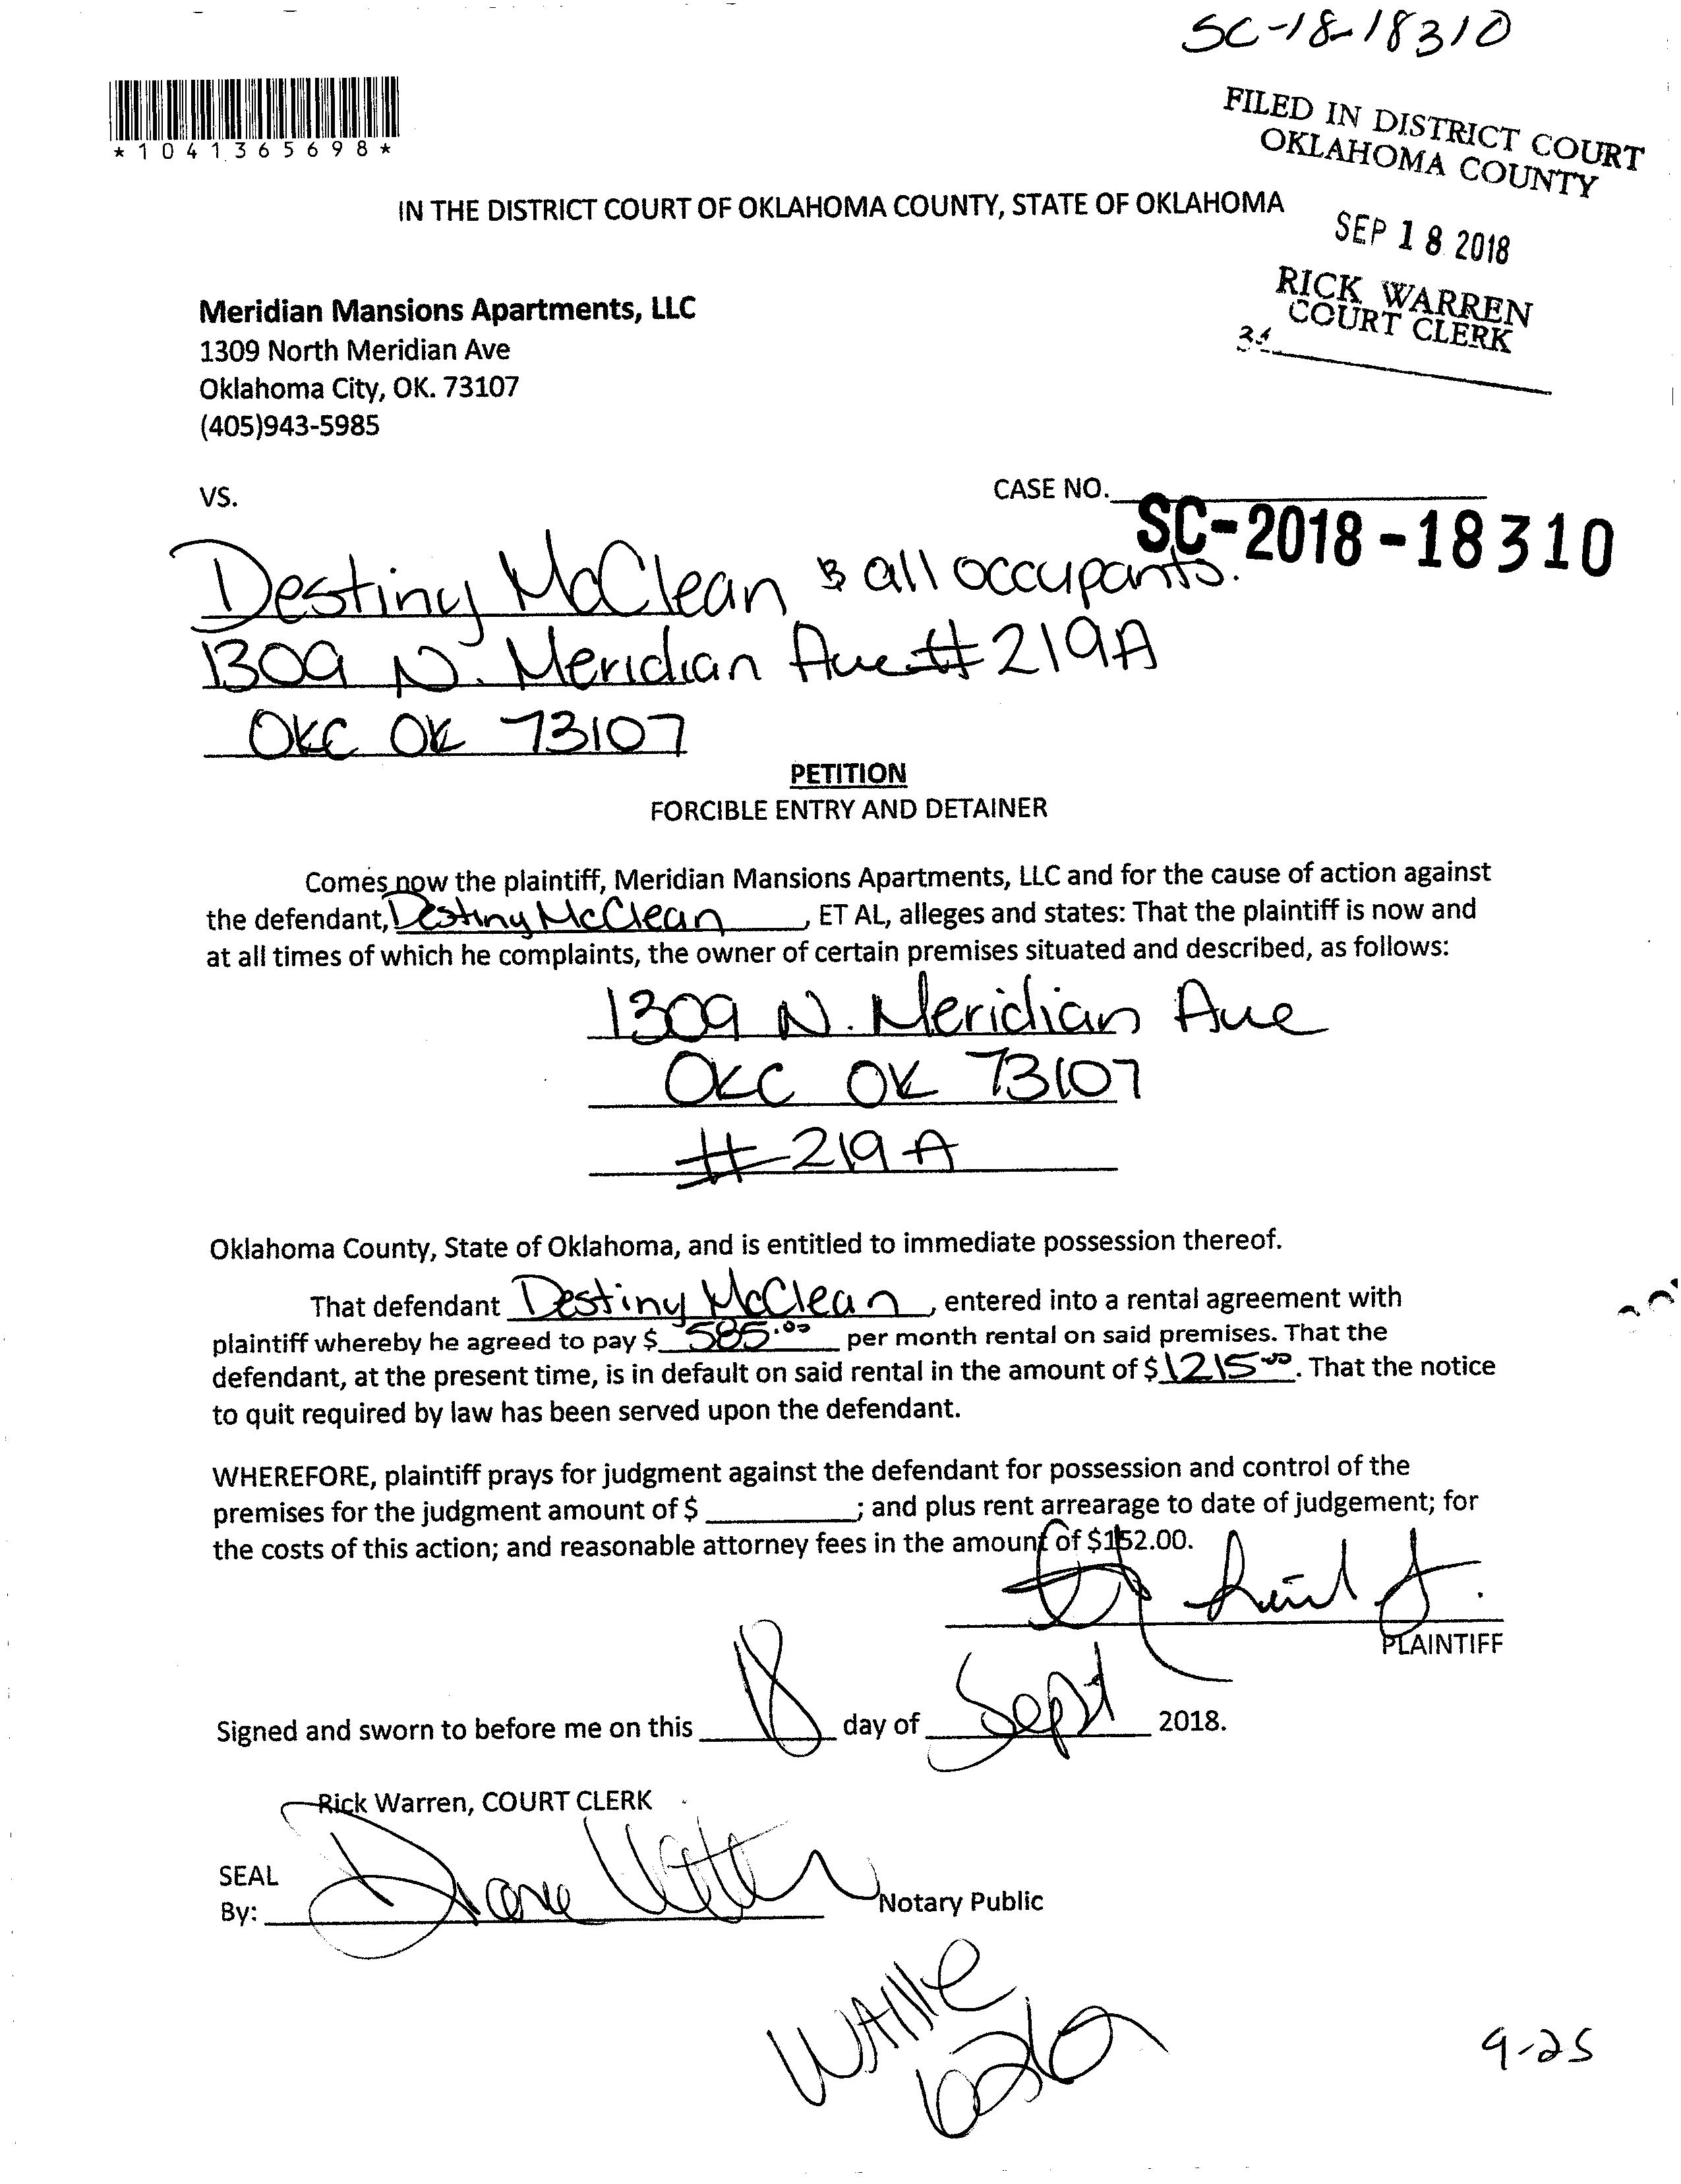 SC-18-18310
*1041365698*
FILED IN DISTRICT COURT
OKLAHOMA COUNTY
IN THE DISTRICT COURT OF OKLAHOMA COUNTY, STATE OF OKLAHOMA
SEP 18 2018
RICK WARREN
COURT CLERK
Meridian Mansions Apartments, LLC
1309 North Meridian Ave
Oklahoma City, OK. 73107
(405)943-5985
VS.
CASE NO.
SC-2018-18310
Destiny McClean & all occupants.
1309 N. Meridian Ave # 219A
OKC OK 73107
PETITION
FORCIBLE ENTRY AND DETAINER
Comes now the plaintiff, Meridian Mansions Apartments, LLC and for the cause of action against
the defendant, Destiny McClean, ET AL, alleges and states: That the plaintiff is now and
at all times of which he complaints, the owner of certain premises situated and described, as follows:
1309 N. Meridian Ave
OKC OK 73107
# 219A
Oklahoma County, State of Oklahoma, and is entitled to immediate possession thereof.
That defendant Destiny McClean, entered into a rental agreement with
plaintiff whereby he agreed to pay $ 585.00 per month rental on said premises. That the
defendant, at the present time, is in default on said rental in the amount of $ 1215.00. That the notice
to quit required by law has been served upon the defendant.
WHEREFORE, plaintiff prays for judgment against the defendant for possession and control of the
premises for the judgment amount of $ ; and plus rent arrearage to date of judgement; for
the costs of this action; and reasonable attorney fees in the amount of $152.00.
PLAINTIFF
Signed and sworn to before me on this 18 day of Sept 2018.
Rick Warren, COURT CLERK
SEAL
By: Notary Public
9-25